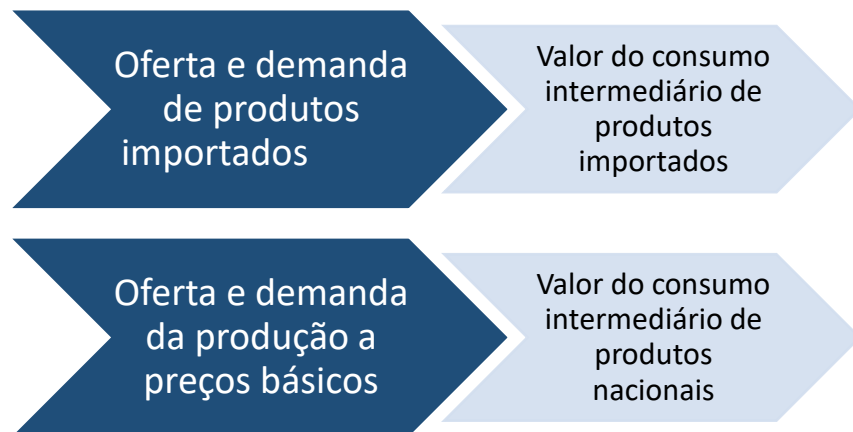 Oferta e demanda
de produtos
importados
Valor do consumo
intermediário de
produtos
importados
Oferta e demanda
da produção a
preços básicos
Valor do consumo
intermediário de
produtos
nacionais